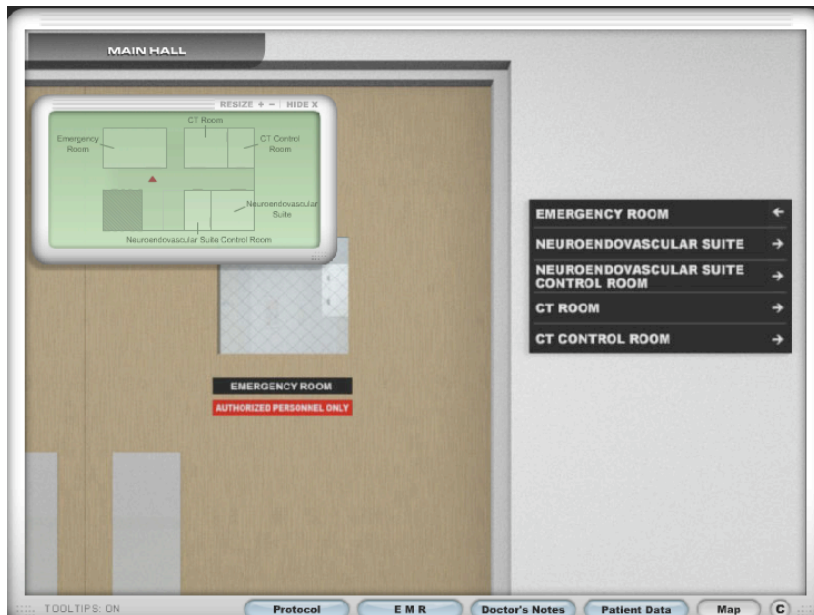 MAIN HALL
RESIZE + - | HIDE X
CT Room
Emergency
Room
CT Control
Room
Neuroendovascular
Suite
Neuroendovascular Suite Control Room
EMERGENCY ROOM
AUTHORIZED PERSONNEL ONLY
EMERGENCY ROOM ←
NEUROENDOVASCULAR SUITE →
NEUROENDOVASCULAR SUITE
CONTROL ROOM →
CT ROOM →
CT CONTROL ROOM →
TOOLTIPS: ON
Protocol
EMR
Doctor's Notes
Patient Data
Map
C